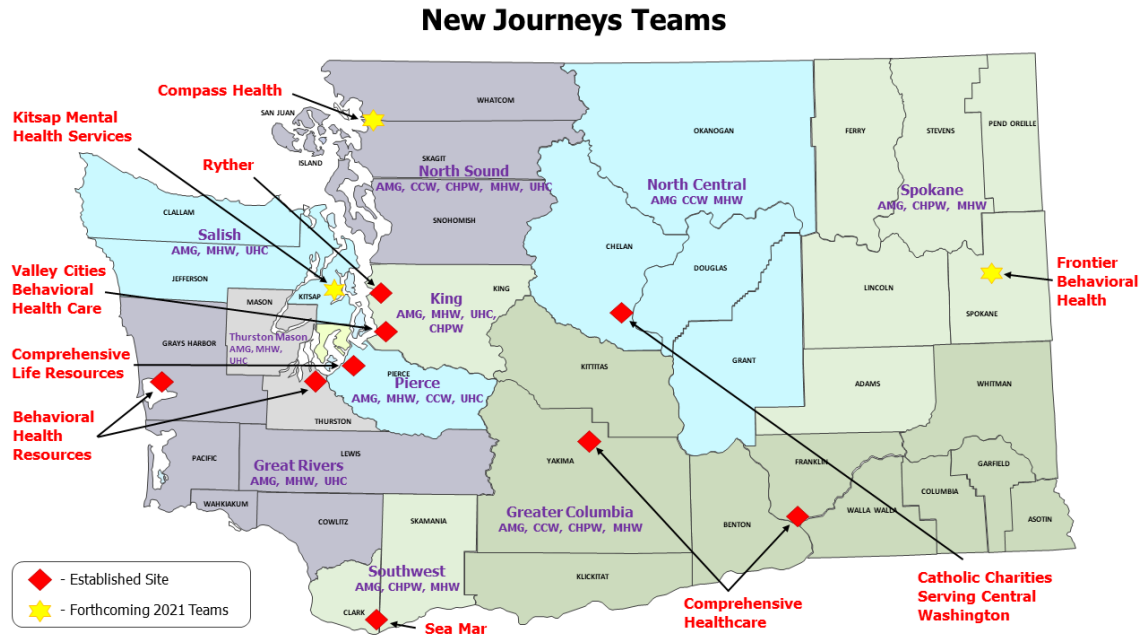 New Journeys Teams
Compass Health
Kitsap Mental
Health Services
Ryther
Valley Cities
Behavioral
Health Care
Comprehensive
Life Resources
Behavioral
Health
Resources
SAN JUAN
ISLAND
WHATCOM
SKAGIT
North Sound
AMG, CCW, CHPW, MHW, UHC
SNOHOMISH
CLALLAM
Salish
AMG, MHW, UHC
JEFFERSON
KITSAP
MASON
GRAYS HARBOR
Thurston Mason
AMG, MHW,
UHC
KING
King
AMG, MHW, UHC,
CHPW
PIERCE
Pierce
AMG, MHW, CCW, UHC
THURSTON
PACIFIC
LEWIS
Great Rivers
AMG, MHW, UHC
WAHKIAKUM
COWLITZ
SKAMANIA
Southwest
AMG, CHPW, MHW
CLARK
Sea Mar
OKANOGAN
North Central
AMG CCW MHW
CHELAN
DOUGLAS
GRANT
KITTITAS
YAKIMA
Greater Columbia
AMG, CCW, CHPW, MHW
KLICKITAT
BENTON
FRANKLIN
WALLA WALLA
COLUMBIA
GARFIELD
ASOTIN
WHITMAN
ADAMS
LINCOLN
SPOKANE
FERRY
STEVENS
PEND OREILLE
Spokane
AMG, CHPW, MHW
Frontier
Behavioral
Health
Comprehensive
Healthcare
Catholic Charities
Serving Central
Washington
- Established Site
- Forthcoming 2021 Teams